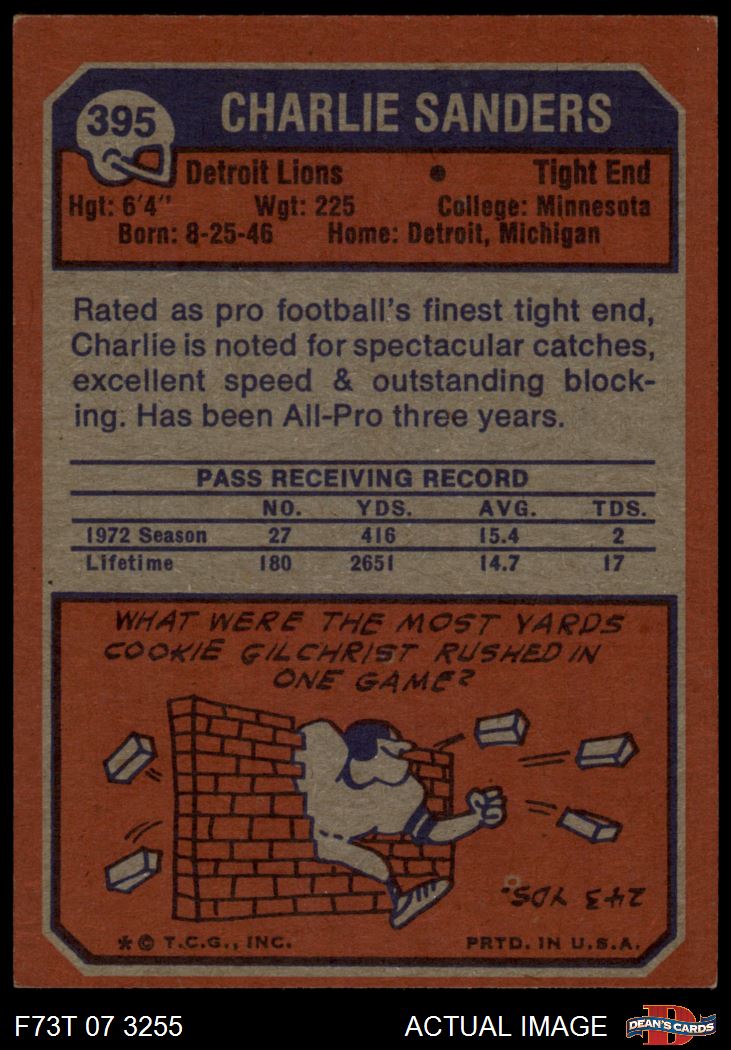 395
CHARLIE SANDERS
Detroit Lions • Tight End
Hgt: 6'4" Wgt: 225 College: Minnesota
Born: 8-25-46 Home: Detroit, Michigan
Rated as pro football's finest tight end,
Charlie is noted for spectacular catches,
excellent speed & outstanding block-
ing. Has been All-Pro three years.
PASS RECEIVING RECORD
NO. YDS. AVG. TDS.
1972 Season 27 416 15.4 2
Lifetime 180 2651 14.7 17
WHAT WERE THE MOST YARDS
COOKIE GILCHRIST RUSHED IN
ONE GAME?
243 YDS.
* © T.C.G., INC. PRTD. IN U.S.A.
F73T 07 3255 ACTUAL IMAGE D DEAN'S CARDS